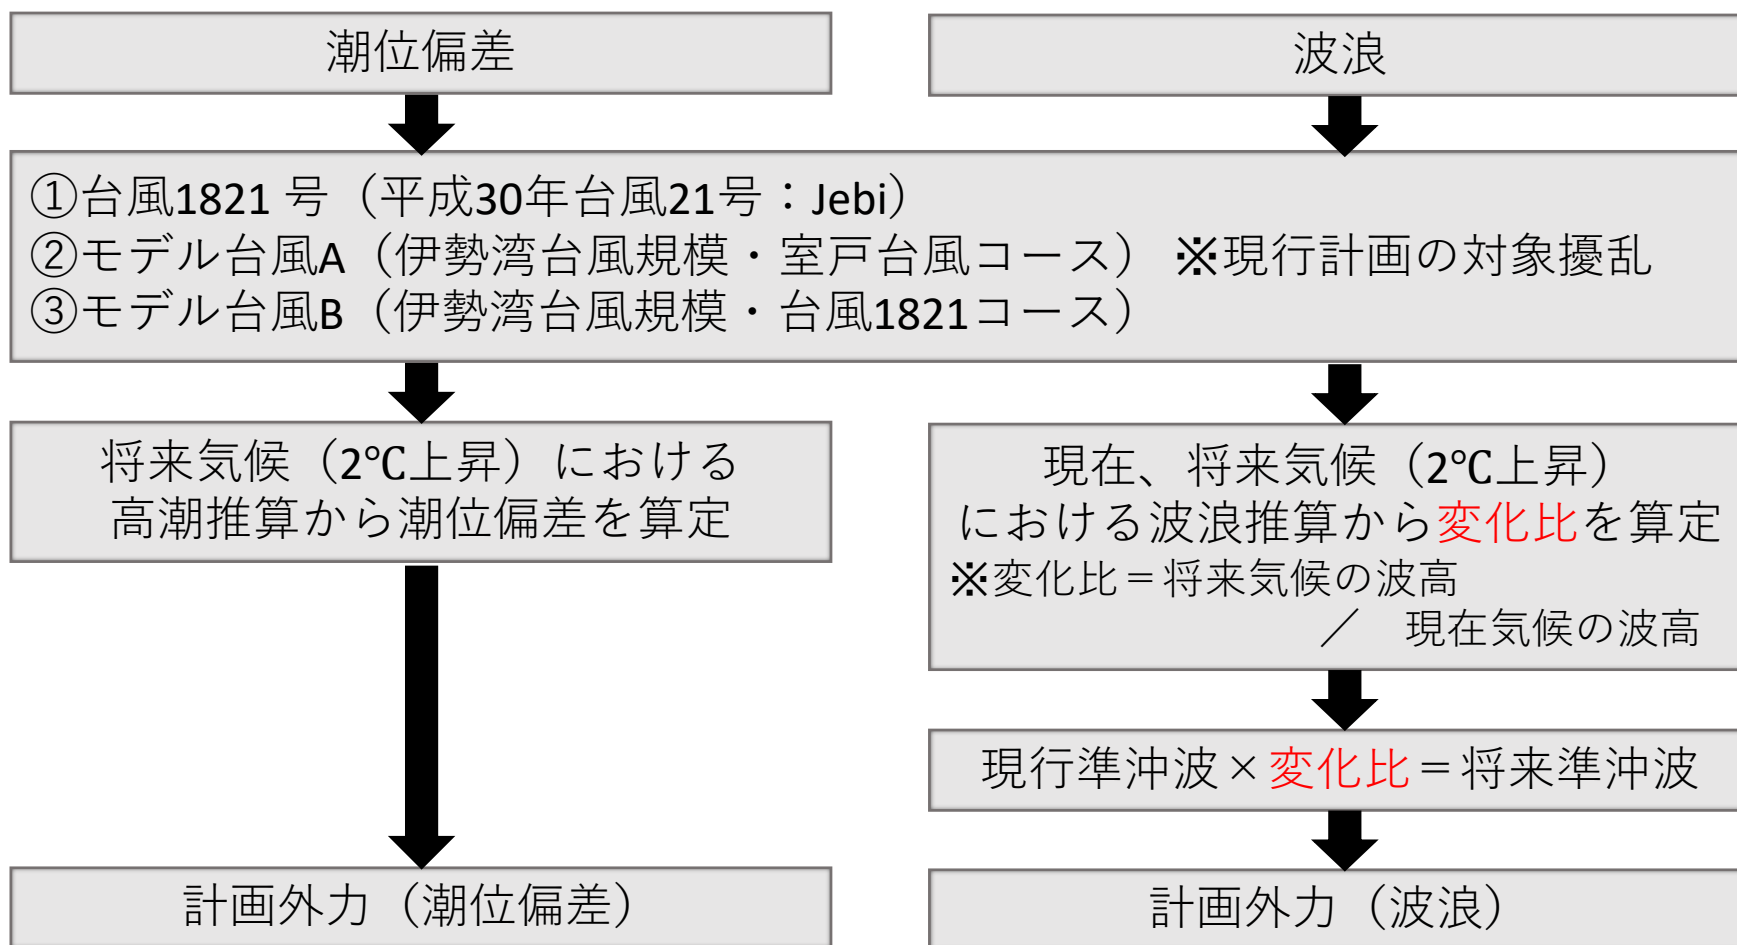 潮位偏差
波浪
①台風1821 号（平成30年台風21号：Jebi）
②モデル台風A（伊勢湾台風規模・室戸台風コース） ※現行計画の対象擾乱
③モデル台風B（伊勢湾台風規模・台風1821コース）
将来気候（2℃上昇）における
高潮推算から潮位偏差を算定
現在、将来気候（2℃上昇）
における波浪推算から変化比を算定
※変化比＝将来気候の波高
／　現在気候の波高
現行準沖波×変化比＝将来準沖波
計画外力（潮位偏差）
計画外力（波浪）